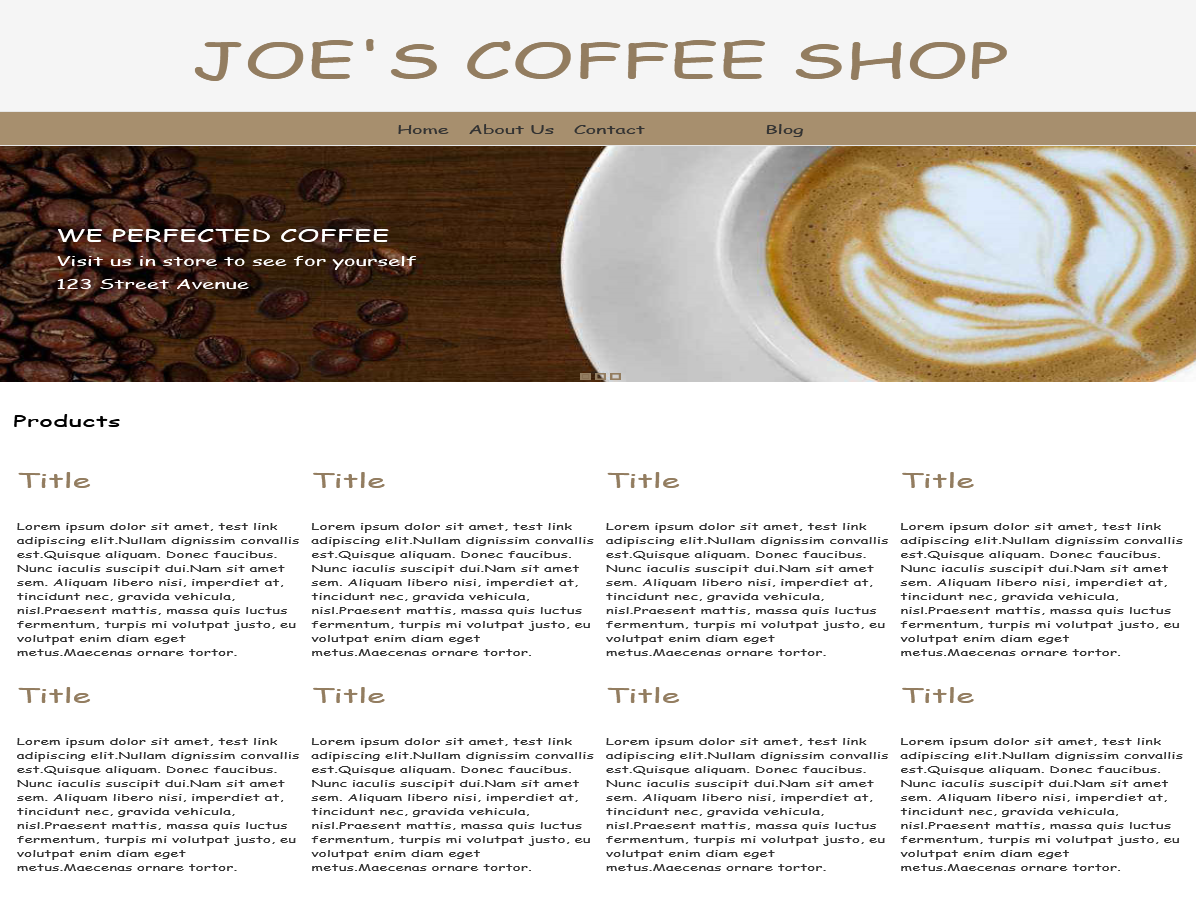 JOE'S COFFEE SHOP
Home About Us Contact Blog
WE PERFECTED COFFEE
Visit us in store to see for yourself
123 Street Avenue
Products
Title
Lorem ipsum dolor sit amet, test link
adipiscing elit.Nullam dignissim convallis
est.Quisque aliquam. Donec faucibus.
Nunc iaculis suscipit dui.Nam sit amet
sem. Aliquam libero nisi, imperdiet at,
tincidunt nec, gravida vehicula,
nisl.Praesent mattis, massa quis luctus
fermentum, turpis mi volutpat justo, eu
volutpat enim diam eget
metus.Maecenas ornare tortor.
Title
Lorem ipsum dolor sit amet, test link
adipiscing elit.Nullam dignissim convallis
est.Quisque aliquam. Donec faucibus.
Nunc iaculis suscipit dui.Nam sit amet
sem. Aliquam libero nisi, imperdiet at,
tincidunt nec, gravida vehicula,
nisl.Praesent mattis, massa quis luctus
fermentum, turpis mi volutpat justo, eu
volutpat enim diam eget
metus.Maecenas ornare tortor.
Title
Lorem ipsum dolor sit amet, test link
adipiscing elit.Nullam dignissim convallis
est.Quisque aliquam. Donec faucibus.
Nunc iaculis suscipit dui.Nam sit amet
sem. Aliquam libero nisi, imperdiet at,
tincidunt nec, gravida vehicula,
nisl.Praesent mattis, massa quis luctus
fermentum, turpis mi volutpat justo, eu
volutpat enim diam eget
metus.Maecenas ornare tortor.
Title
Lorem ipsum dolor sit amet, test link
adipiscing elit.Nullam dignissim convallis
est.Quisque aliquam. Donec faucibus.
Nunc iaculis suscipit dui.Nam sit amet
sem. Aliquam libero nisi, imperdiet at,
tincidunt nec, gravida vehicula,
nisl.Praesent mattis, massa quis luctus
fermentum, turpis mi volutpat justo, eu
volutpat enim diam eget
metus.Maecenas ornare tortor.
Title
Lorem ipsum dolor sit amet, test link
adipiscing elit.Nullam dignissim convallis
est.Quisque aliquam. Donec faucibus.
Nunc iaculis suscipit dui.Nam sit amet
sem. Aliquam libero nisi, imperdiet at,
tincidunt nec, gravida vehicula,
nisl.Praesent mattis, massa quis luctus
fermentum, turpis mi volutpat justo, eu
volutpat enim diam eget
metus.Maecenas ornare tortor.
Title
Lorem ipsum dolor sit amet, test link
adipiscing elit.Nullam dignissim convallis
est.Quisque aliquam. Donec faucibus.
Nunc iaculis suscipit dui.Nam sit amet
sem. Aliquam libero nisi, imperdiet at,
tincidunt nec, gravida vehicula,
nisl.Praesent mattis, massa quis luctus
fermentum, turpis mi volutpat justo, eu
volutpat enim diam eget
metus.Maecenas ornare tortor.
Title
Lorem ipsum dolor sit amet, test link
adipiscing elit.Nullam dignissim convallis
est.Quisque aliquam. Donec faucibus.
Nunc iaculis suscipit dui.Nam sit amet
sem. Aliquam libero nisi, imperdiet at,
tincidunt nec, gravida vehicula,
nisl.Praesent mattis, massa quis luctus
fermentum, turpis mi volutpat justo, eu
volutpat enim diam eget
metus.Maecenas ornare tortor.
Title
Lorem ipsum dolor sit amet, test link
adipiscing elit.Nullam dignissim convallis
est.Quisque aliquam. Donec faucibus.
Nunc iaculis suscipit dui.Nam sit amet
sem. Aliquam libero nisi, imperdiet at,
tincidunt nec, gravida vehicula,
nisl.Praesent mattis, massa quis luctus
fermentum, turpis mi volutpat justo, eu
volutpat enim diam eget
metus.Maecenas ornare tortor.